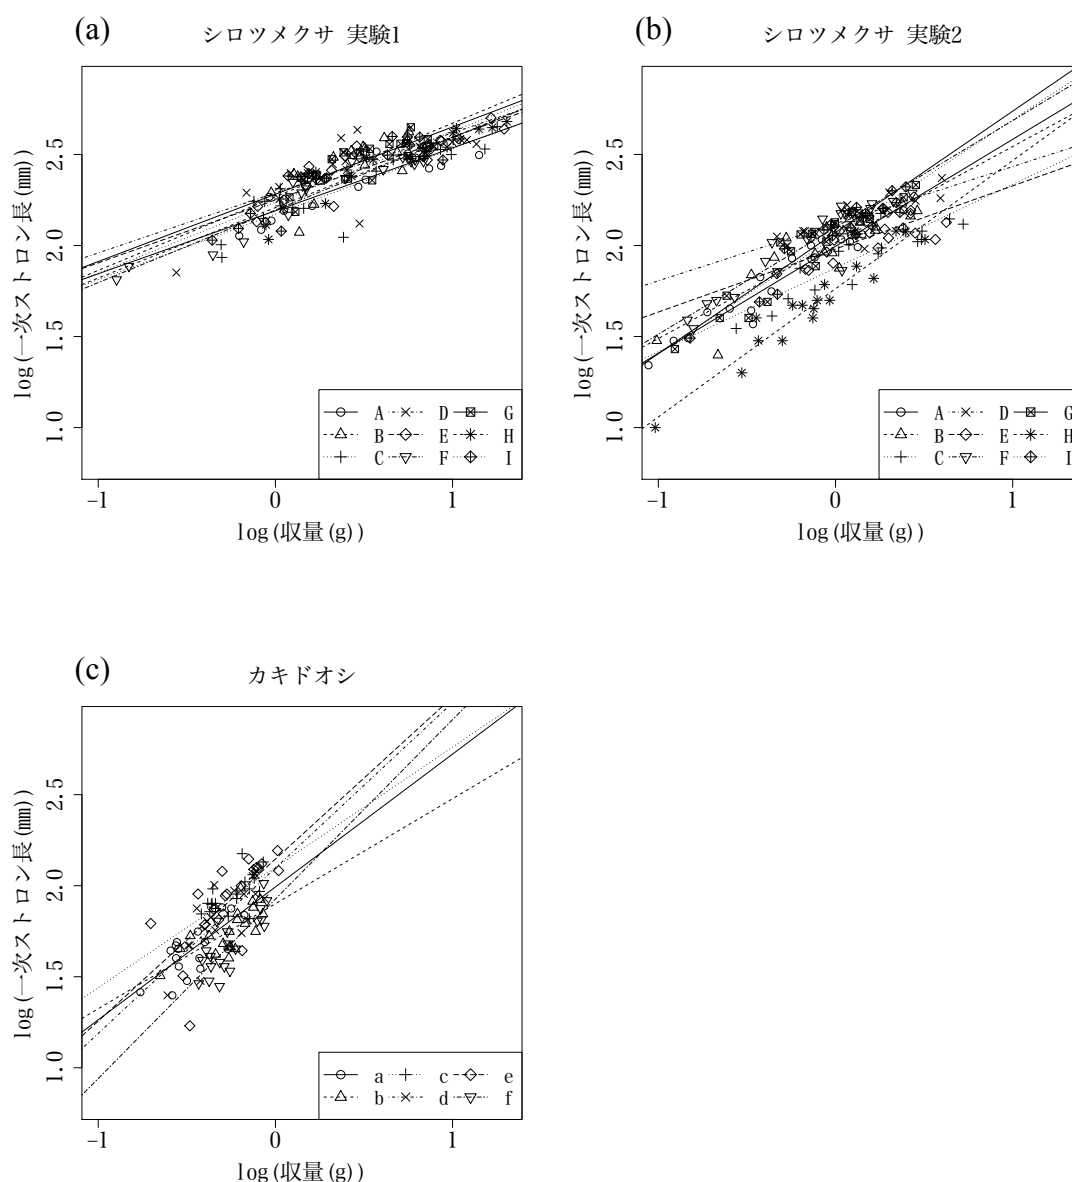 (a)
シロツメクサ 実験1
log(一次ストロン長(mm))
2.5
2.0
1.5
1.0
A D G
B E H
C F I
-1 0 1
log(収量(g))
(b)
シロツメクサ 実験2
log(一次ストロン長(mm))
2.5
2.0
1.5
1.0
A D G
B E H
C F I
-1 0 1
log(収量(g))
(c)
カキドオシ
log(一次ストロン長(mm))
2.5
2.0
1.5
1.0
a c e
b d f
-1 0 1
log(収量(g))